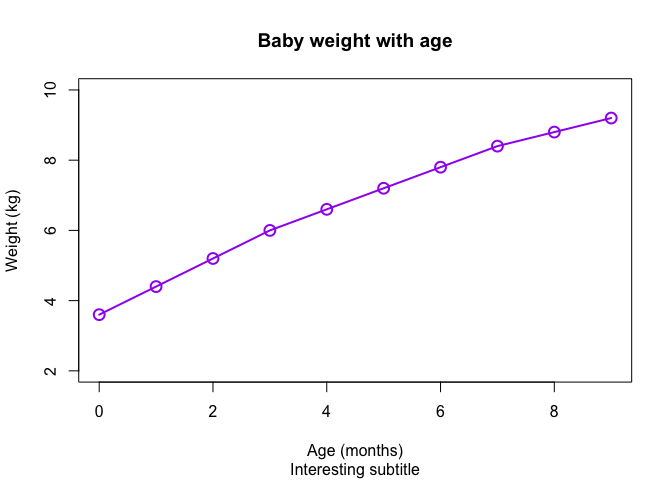 Baby weight with age
10
8
6
4
2
Weight (kg)
0 2 4 6 8
Age (months)
Interesting subtitle